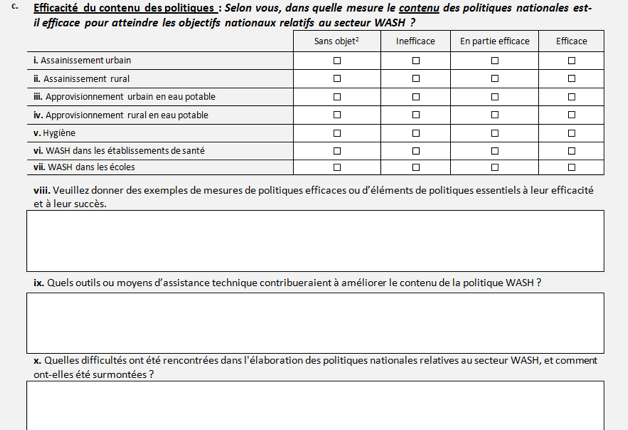 c. Efficacité du contenu des politiques : Selon vous, dans quelle mesure le contenu des politiques nationales est-
il efficace pour atteindre les objectifs nationaux relatifs au secteur WASH ?
Sans objet² Inefficace En partie efficace Efficace
i. Assainissement urbain ☐ ☐ ☐ ☐
ii. Assainissement rural ☐ ☐ ☐ ☐
iii. Approvisionnement urbain en eau potable ☐ ☐ ☐ ☐
iv. Approvisionnement rural en eau potable ☐ ☐ ☐ ☐
v. Hygiène ☐ ☐ ☐ ☐
vi. WASH dans les établissements de santé ☐ ☐ ☐ ☐
vii. WASH dans les écoles ☐ ☐ ☐ ☐
viii. Veuillez donner des exemples de mesures de politiques efficaces ou d'éléments de politiques essentiels à leur efficacité
et à leur succès.
ix. Quels outils ou moyens d'assistance technique contribueraient à améliorer le contenu de la politique WASH ?
x. Quelles difficultés ont été rencontrées dans l'élaboration des politiques nationales relatives au secteur WASH, et comment
ont-elles été surmontées ?